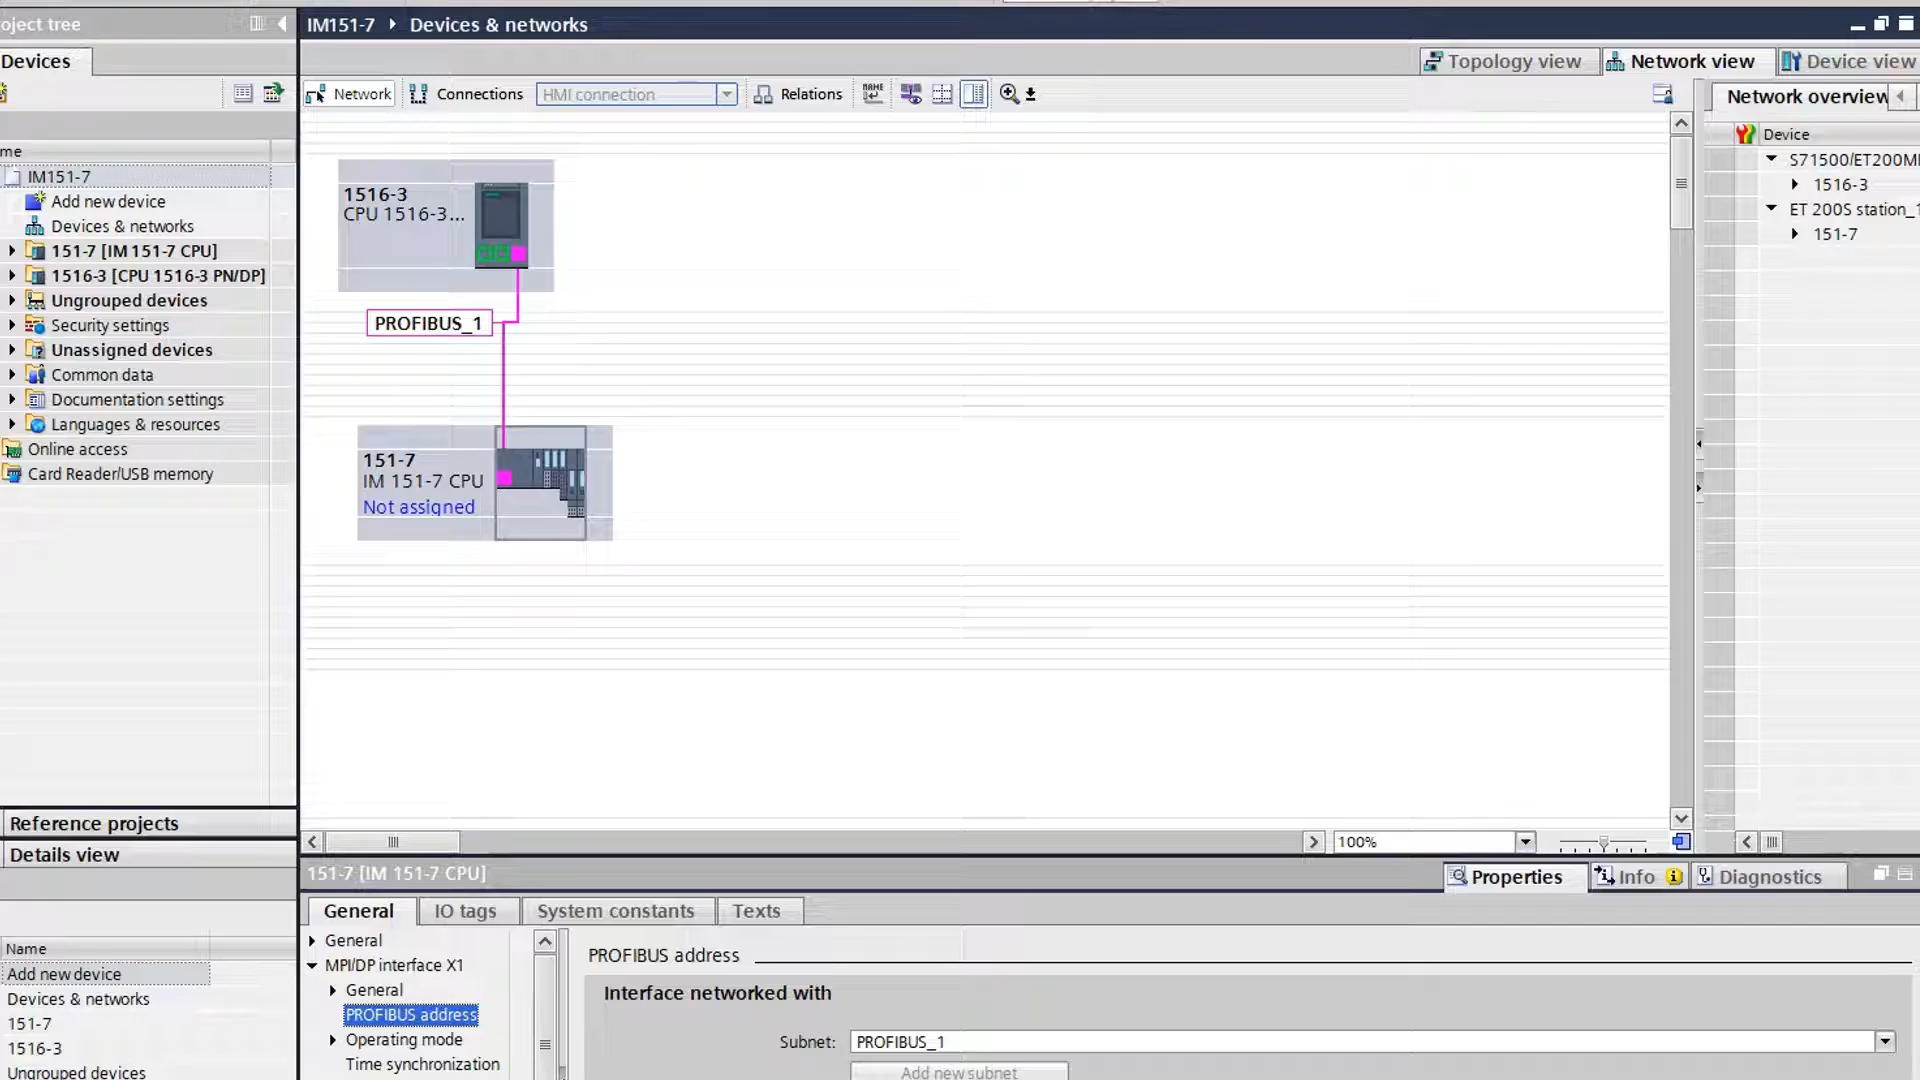 oject tree
IM151-7 Devices & networks
Devices
Topology view
Network view
Device view
Network
Connections
HMI connection
Relations
Network overview
me
Device
IM151-7
Add new device
Devices & networks
151-7 [IM 151-7 CPU]
1516-3 [CPU 1516-3 PN/DP]
Ungrouped devices
Security settings
Unassigned devices
Common data
Documentation settings
Languages & resources
Online access
Card Reader/USB memory
1516-3
CPU 1516-3...
PROFIBUS_1
151-7
IM 151-7 CPU
Not assigned
S71500/ET200M
1516-3
ET 200S station_1
151-7
Reference projects
Details view
100%
151-7 [IM 151-7 CPU]
Properties
Info
Diagnostics
General
IO tags
System constants
Texts
Name
Add new device
Devices & networks
151-7
1516-3
Ungrouped devices
General
MPI/DP interface X1
General
PROFIBUS address
Operating mode
Time synchronization
PROFIBUS address
Interface networked with
Subnet:
PROFIBUS_1
Add new subnet